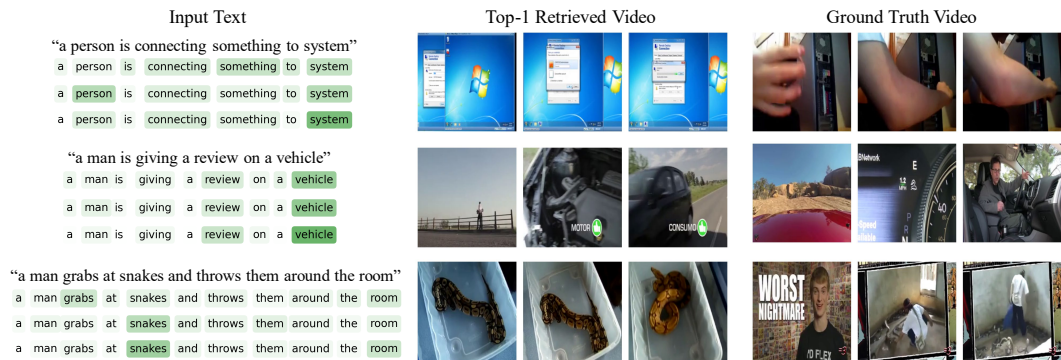 Input Text Top-1 Retrieved Video Ground Truth Video
“a person is connecting something to system”
a person is connecting something to system
a person is connecting something to system
a person is connecting something to system
“a man is giving a review on a vehicle”
a man is giving a review on a vehicle
a man is giving a review on a vehicle
a man is giving a review on a vehicle
MOTOR
CONSUMO
Network
E
40
P
R
N
“a man grabs at snakes and throws them around the room”
a man grabs at snakes and throws them around the room
a man grabs at snakes and throws them around the room
a man grabs at snakes and throws them around the room
WORST
NIGHTMARE